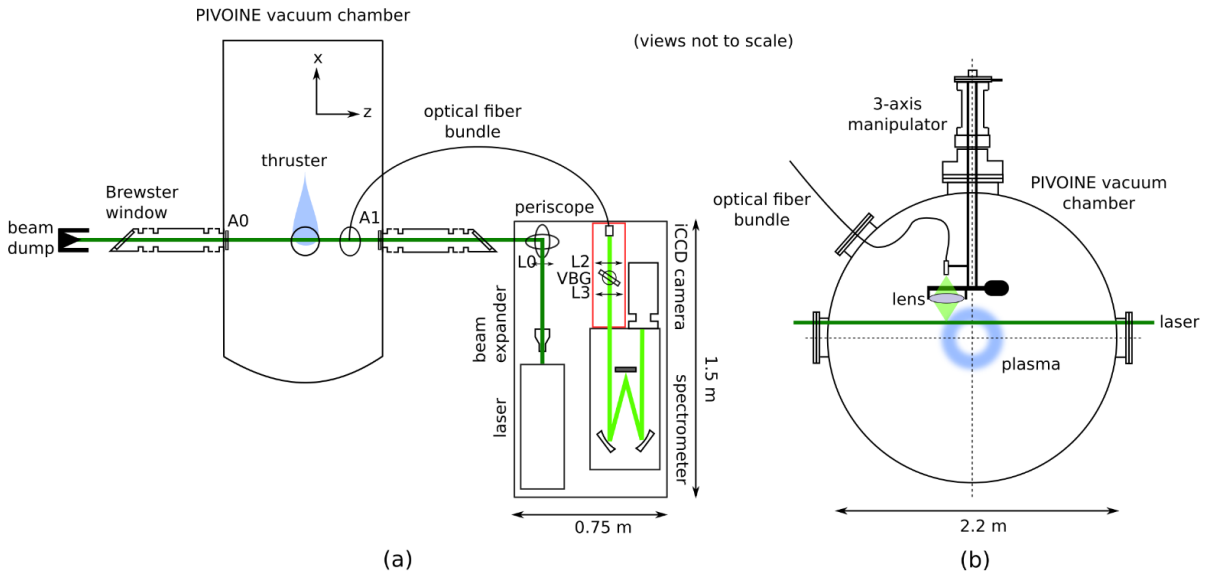 PIVOINE vacuum chamber
(views not to scale)
x
z
thruster
optical fiber
bundle
Brewster
window
A0
A1
beam
dump
periscope
L0
L2
VBG
L3
iCCD camera
beam
expander
laser
spectrometer
1.5 m
0.75 m
(a)
3-axis
manipulator
optical fiber
bundle
PIVOINE vacuum
chamber
lens
laser
plasma
2.2 m
(b)